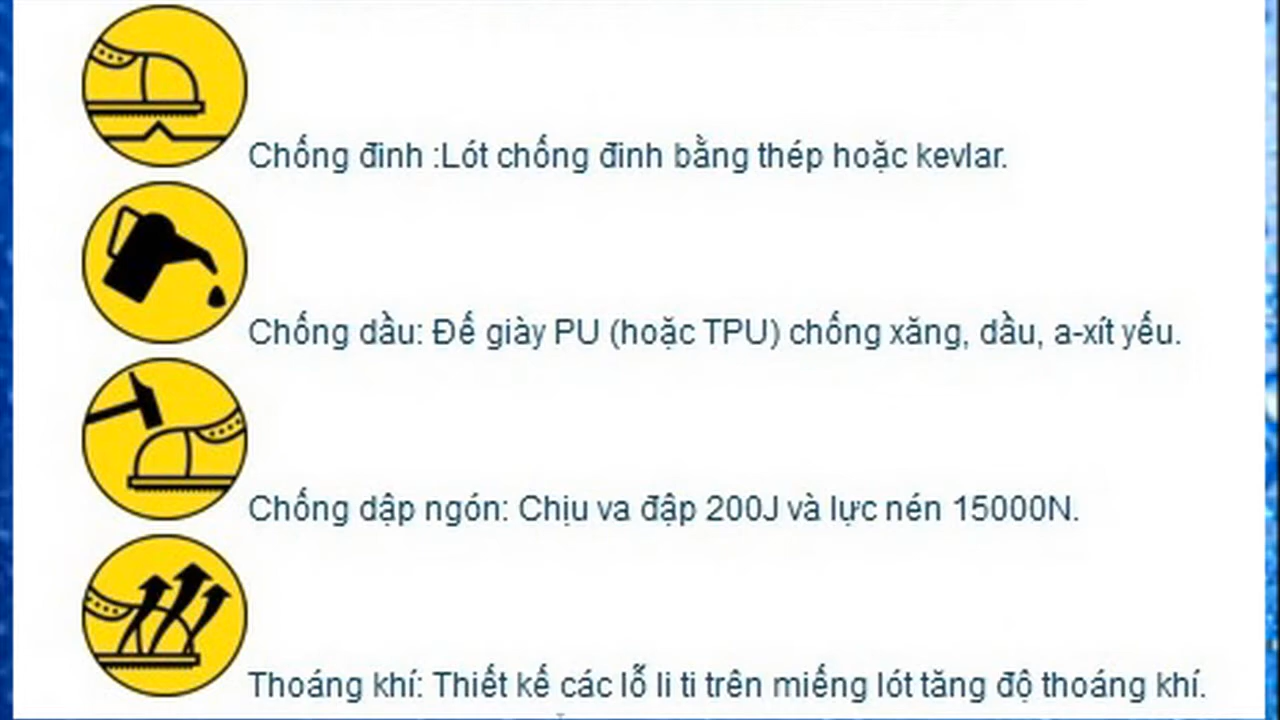 Chống đinh :Lót chống đinh bằng thép hoặc kevlar.
Chống dầu: Đế giày PU (hoặc TPU) chống xăng, dầu, a-xít yếu.
Chống dập ngón: Chịu va đập 200J và lực nén 15000N.
Thoáng khí: Thiết kế các lỗ li ti trên miếng lót tăng độ thoáng khí.